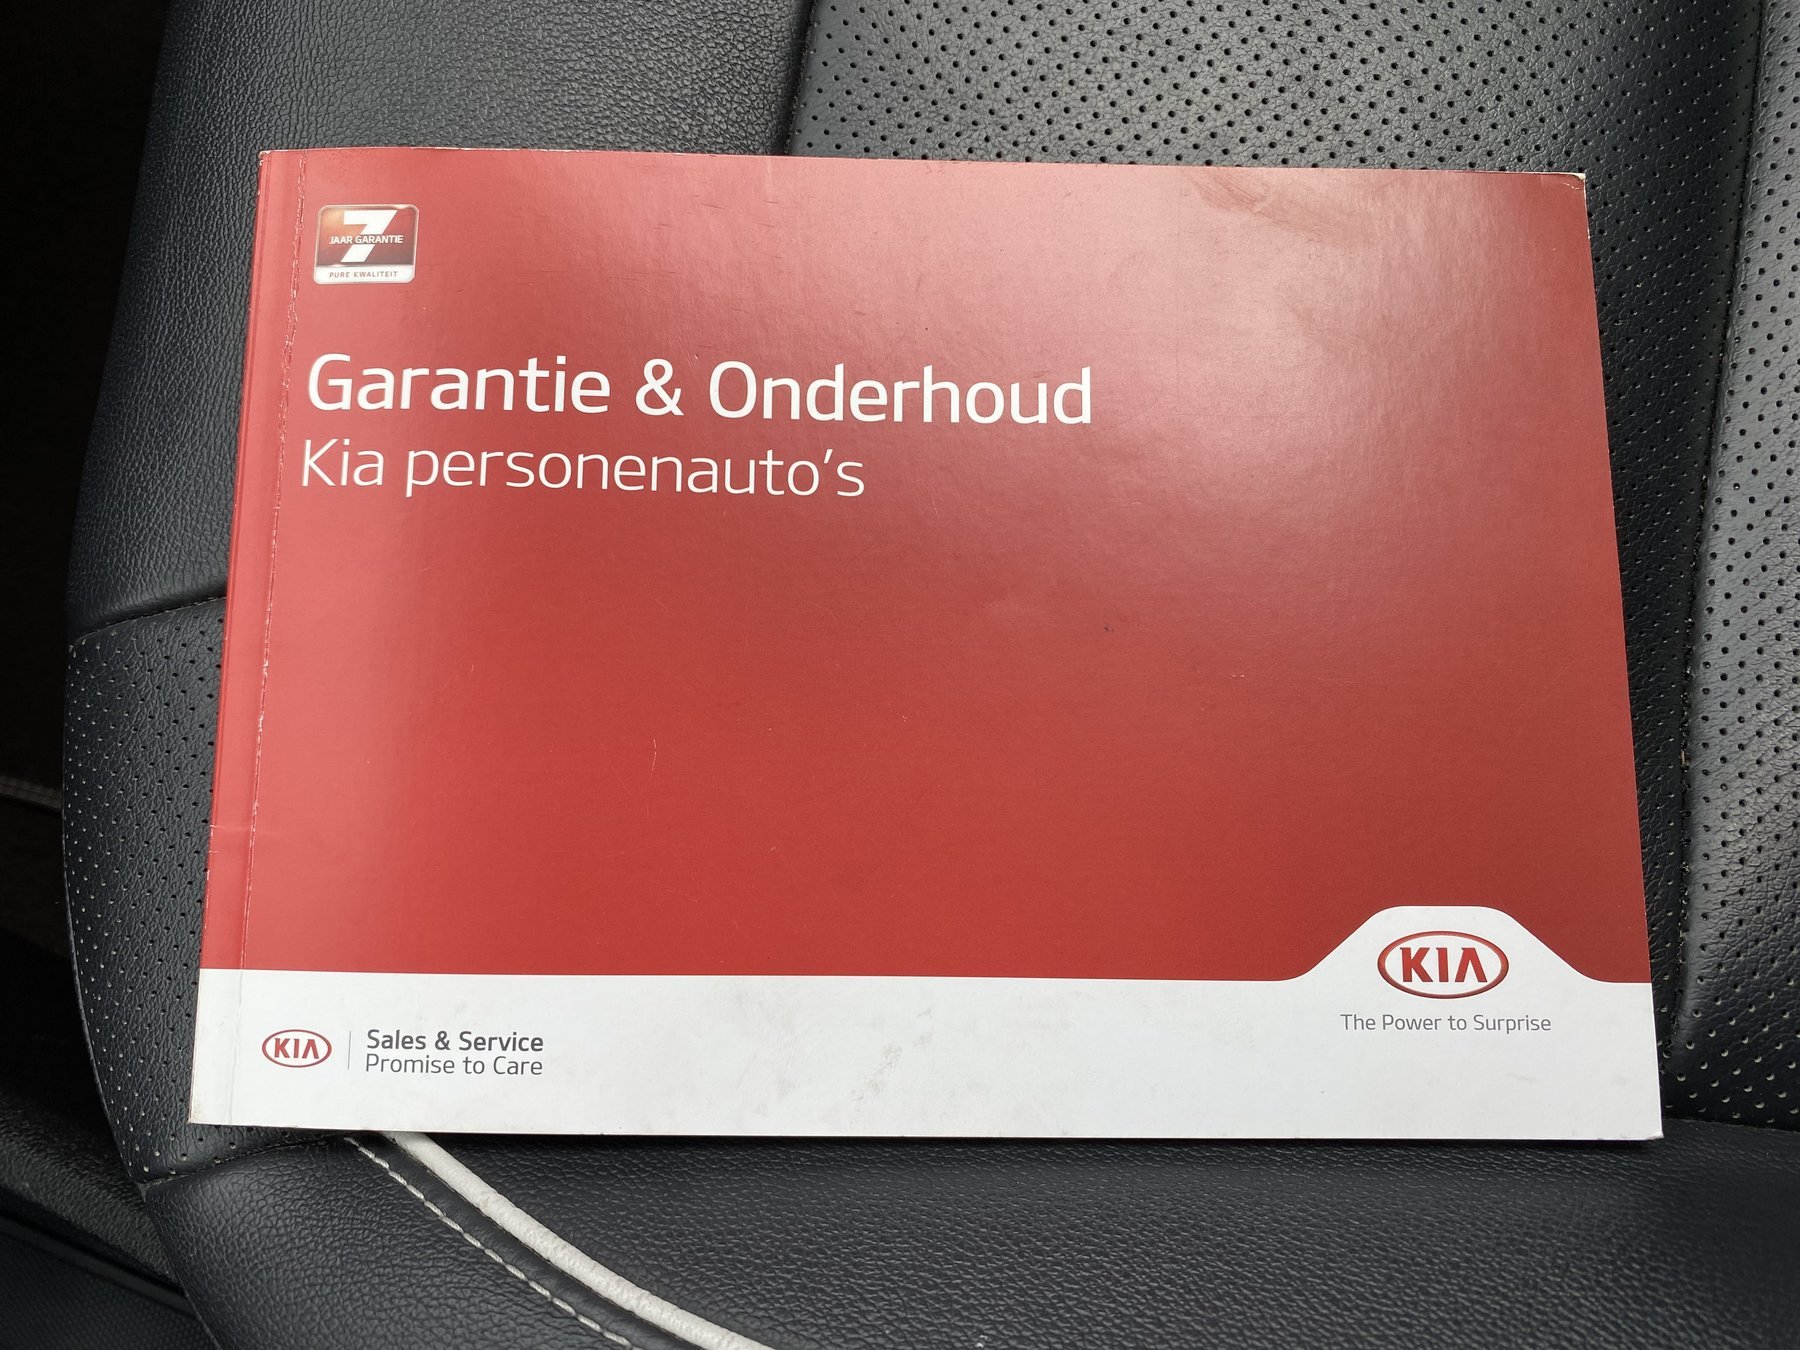 7
JAAR GARANTIE
PURE KWALITEIT
Garantie & Onderhoud
Kia personenauto's
KIA
The Power to Surprise
KIA
Sales & Service
Promise to Care